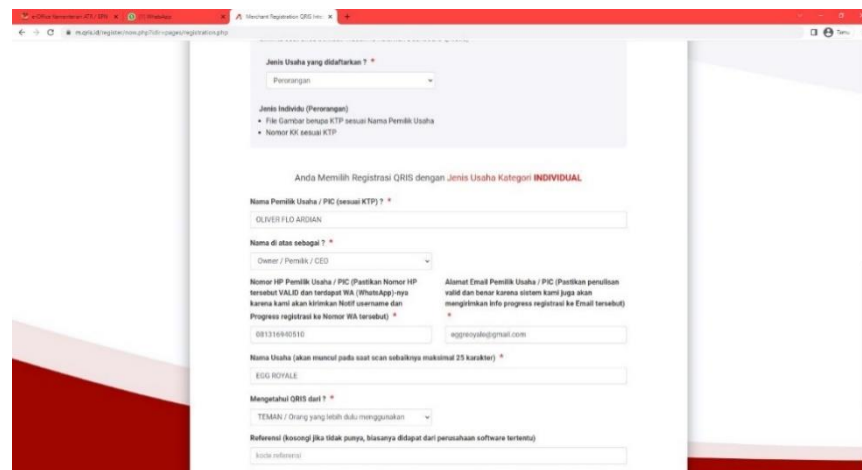 e-Office Kementerian ATR / BPN
(1) WhatsApp
Merchant Registration QRIS Inte
Jenis Usaha yang didaftarkan ? *
Perorangan
Jenis Individu (Perorangan)
• File Gambar berupa KTP sesuai Nama Pemilik Usaha
• Nomor KK sesuai KTP
Anda Memilih Registrasi QRIS dengan Jenis Usaha Kategori INDIVIDUAL
Nama Pemilik Usaha / PIC (sesuai KTP) ? *
OLIVER FLO ARDIAN
Nama di atas sebagai ? *
Owner / Pemilik / CEO
Nomor HP Pemilik Usaha / PIC (Pastikan Nomor HP
tersebut VALID dan terdapat WA (WhatsApp)-nya
karena kami akan kirimkan Notif username dan
Progress registrasi ke Nomor WA tersebut) *
081316940510
Alamat Email Pemilik Usaha / PIC (Pastikan penulisan
valid dan benar karena sistem kami juga akan
mengirimkan info progress registrasi ke Email tersebut)
*
eggroyale@gmail.com
Nama Usaha (akan muncul pada saat scan sebaiknya maksimal 25 karakter) *
EGG ROYALE
Mengetahui QRIS dari ? *
TEMAN / Orang yang lebih dulu menggunakan
Referensi (kosongi jika tidak punya, biasanya didapat dari perusahaan software tertentu)
kode referensi